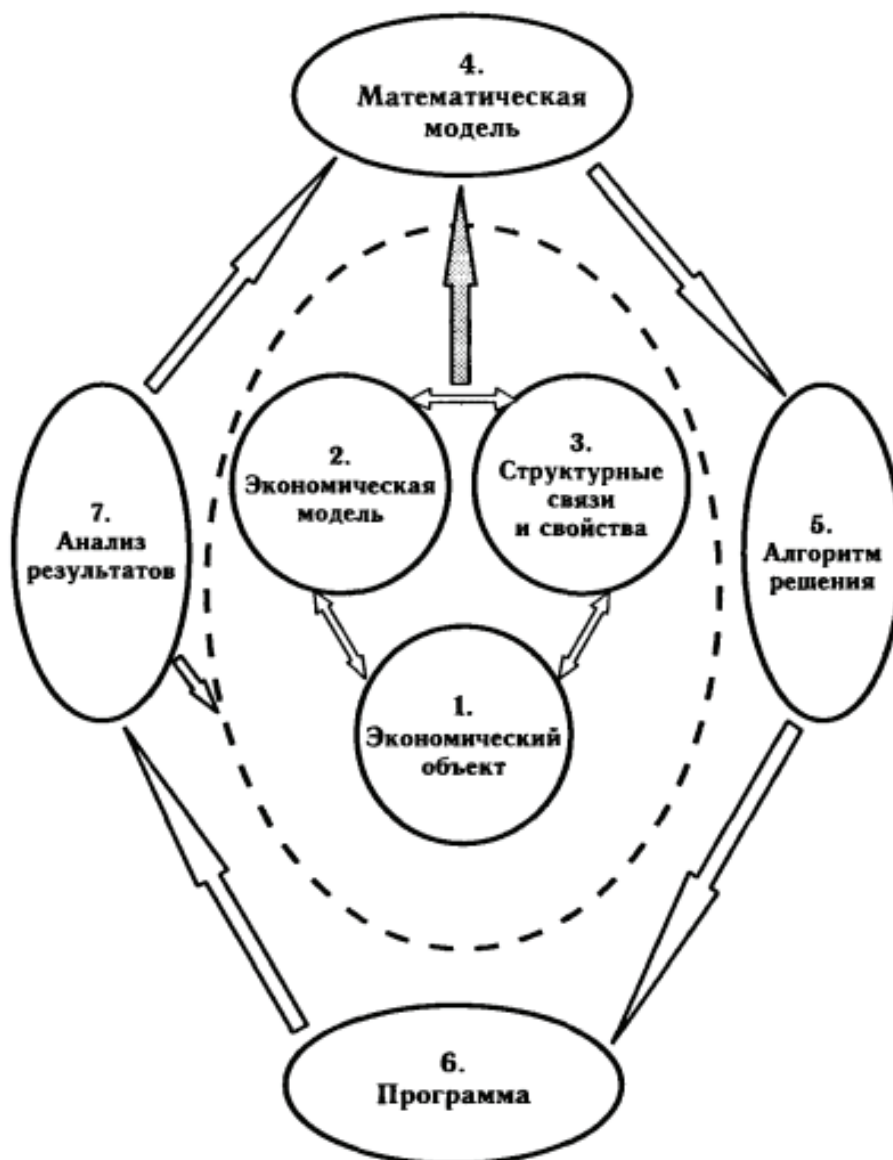 4.
Математическая
модель
2.
Экономическая
модель
3.
Структурные
связи
и свойства
7.
Анализ
результатов
5.
Алгоритм
решения
1.
Экономический
объект
6.
Программа